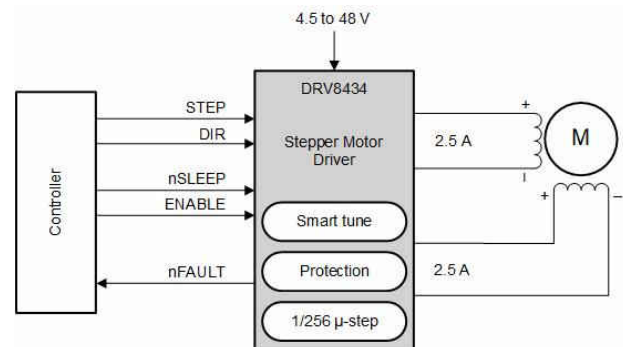 4.5 to 48 V
DRV8434
Stepper Motor
Driver
Smart tune
Protection
1/256 µ-step
Controller
STEP
DIR
nSLEEP
ENABLE
nFAULT
+
2.5 A
–
M
+
–
2.5 A